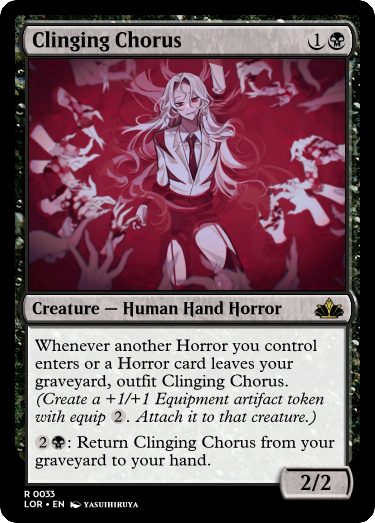 Clinging Chorus 1
Creature — Human Hand Horror
Whenever another Horror you control
enters or a Horror card leaves your
graveyard, outfit Clinging Chorus.
(Create a +1/+1 Equipment artifact token
with equip 2. Attach it to that creature.)
2: Return Clinging Chorus from your
graveyard to your hand.
2/2
R 0033
LOR • EN YASUIHIRUYA